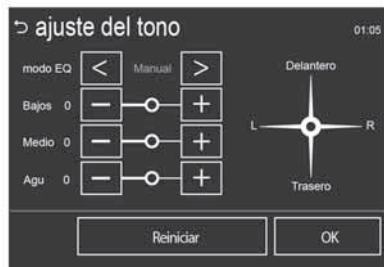 ajuste del tono 01:05
modo EQ < Manual > Delantero
Bajos 0
L R
Medio 0
Agu 0
Trasero
Reiniciar OK